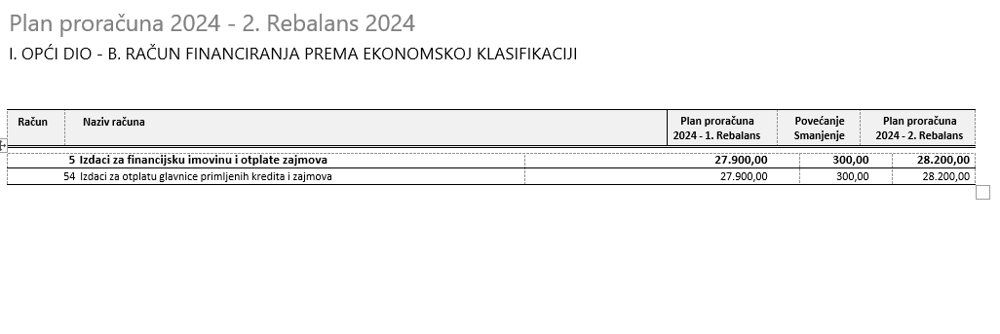 Plan proračuna 2024 - 2. Rebalans 2024
I. OPĆI DIO - B. RAČUN FINANCIRANJA PREMA EKONOMSKOJ KLASIFIKACIJI
Račun Naziv računa Plan proračuna 2024 - 1. Rebalans Povećanje Smanjenje Plan proračuna 2024 - 2. Rebalans
5 Izdaci za financijsku imovinu i otplate zajmova 27.900,00 300,00 28.200,00
54 Izdaci za otplatu glavnice primljenih kredita i zajmova 27.900,00 300,00 28.200,00